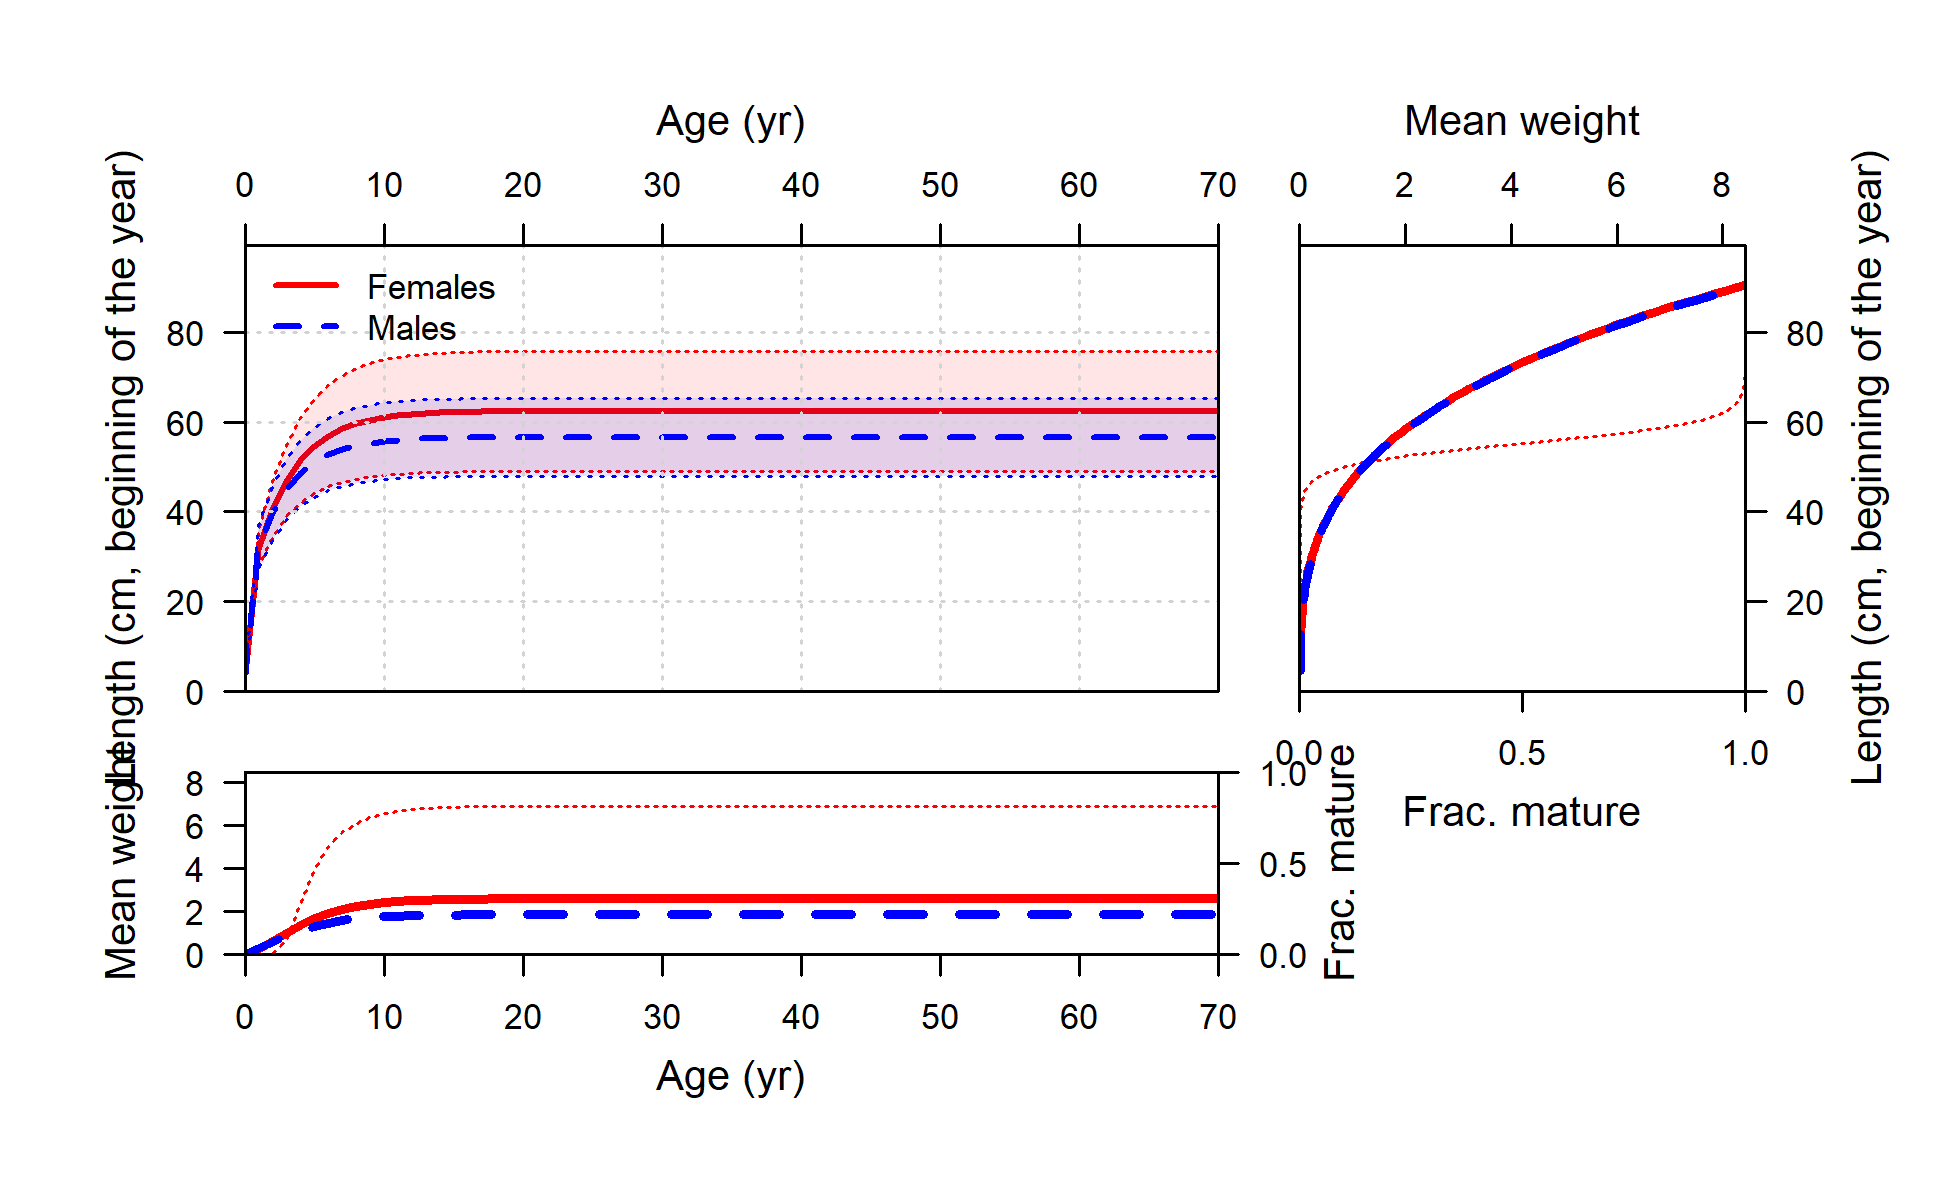 Age (yr)
Mean weight
0 10 20 30 40 50 60 70
0 2 4 6 8
Length (cm, beginning of the year)
Females
Males
80
60
40
20
0
80
60
40
20
0
Length (cm, beginning of the year)
0.0 0.5 1.0
Frac. mature
Mean weight
8
6
4
2
0
1.0
0.5
0.0
Frac. mature
0 10 20 30 40 50 60 70
Age (yr)